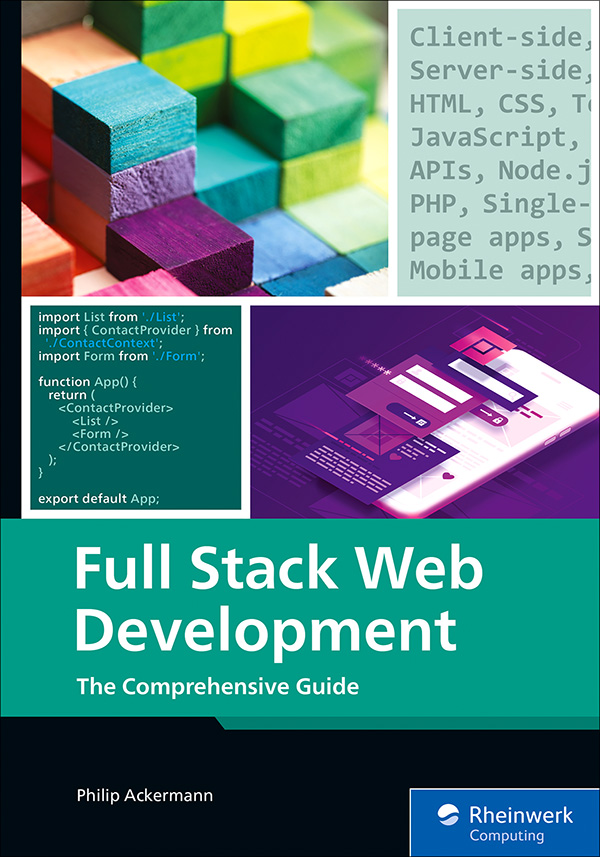 Client-side,
Server-side,
HTML, CSS,
JavaScript,
APIs,
PHP, Single-
page apps,
Mobile apps,
import List from './List';
import { ContactProvider } from
'./ContactContext';
import Form from './Form';
function App() {
return (
<ContactProvider>
<List />
<Form />
</ContactProvider>
);
}
export default App;
****
Full Stack Web
Development
The Comprehensive Guide
Philip Ackermann
Rheinwerk
Computing